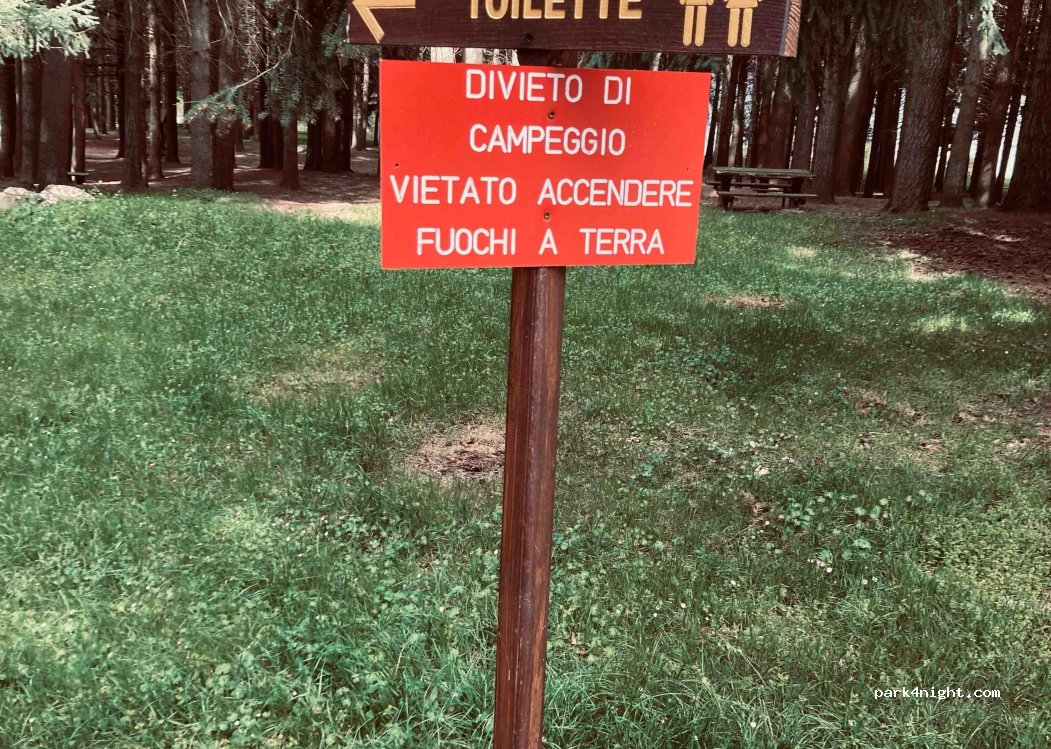 TOILETTE
DIVIETO DI
CAMPEGGIO
VIETATO ACCENDERE
FUOCHI A TERRA
park4night.com